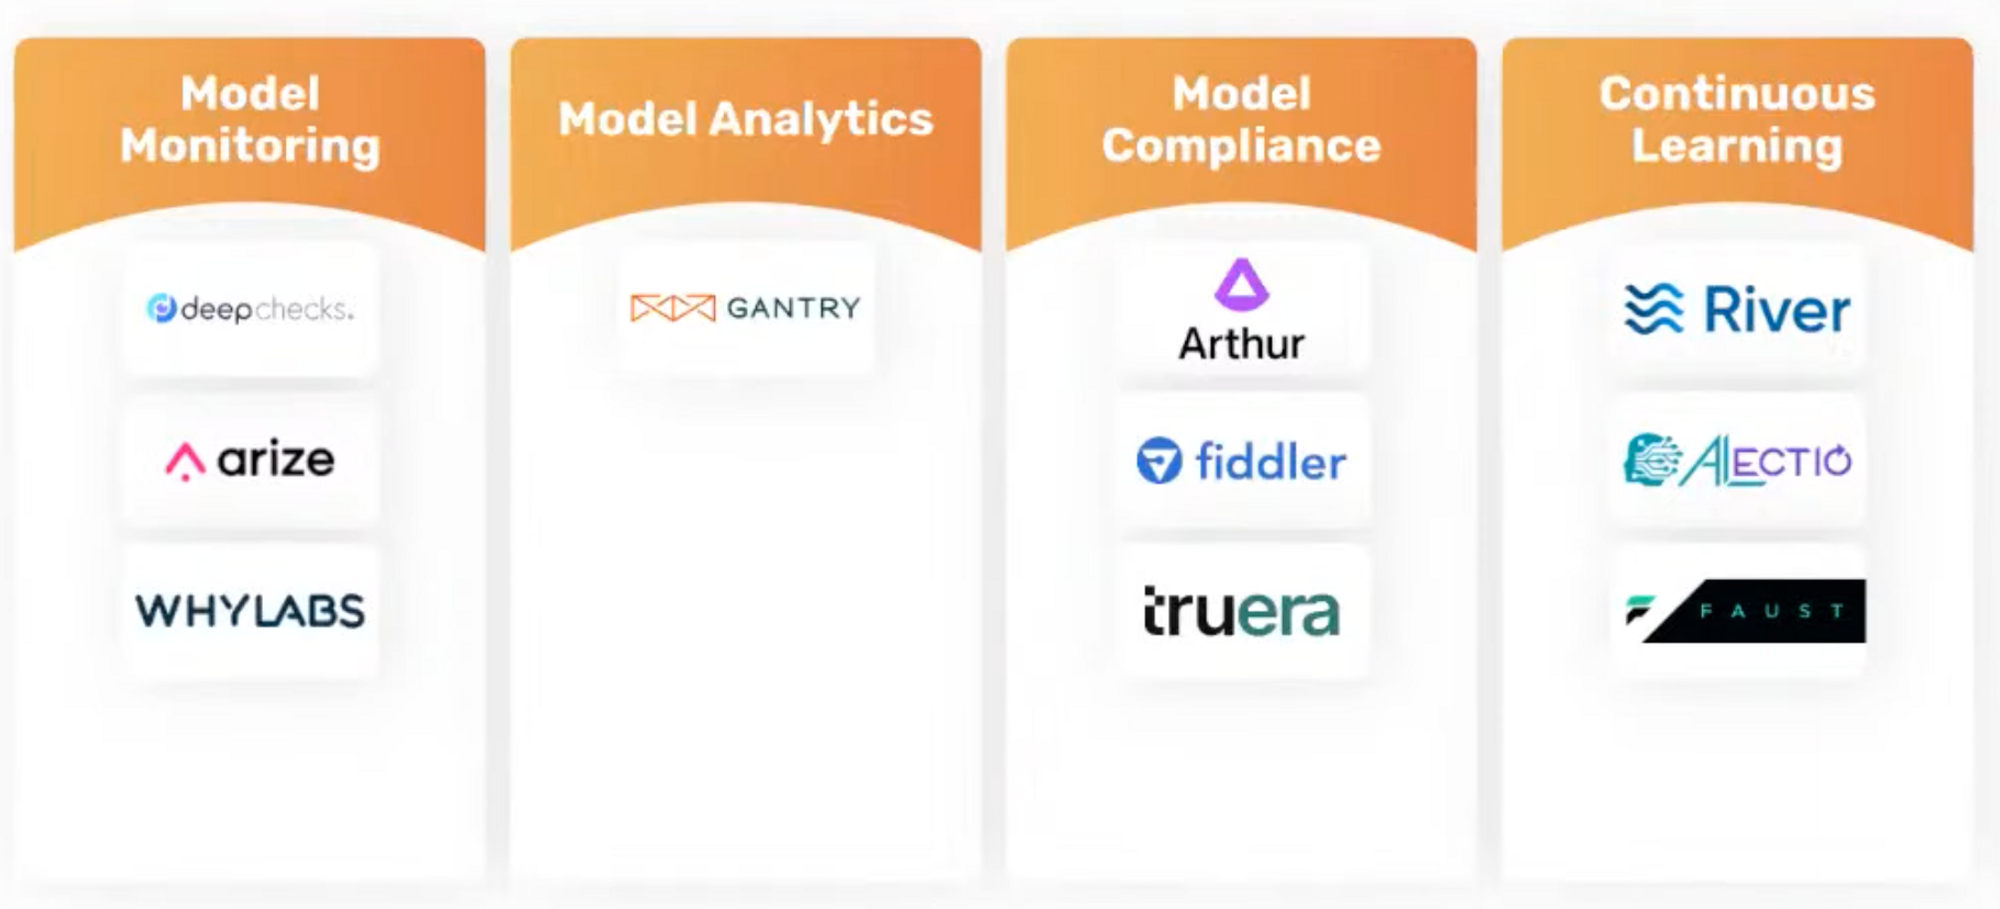 Model
Monitoring
deepchecks.
arize
WHYLABS
Model Analytics
GANTRY
Model
Compliance
Arthur
fiddler
truera
Continuous
Learning
River
ALECTIO
FAUST